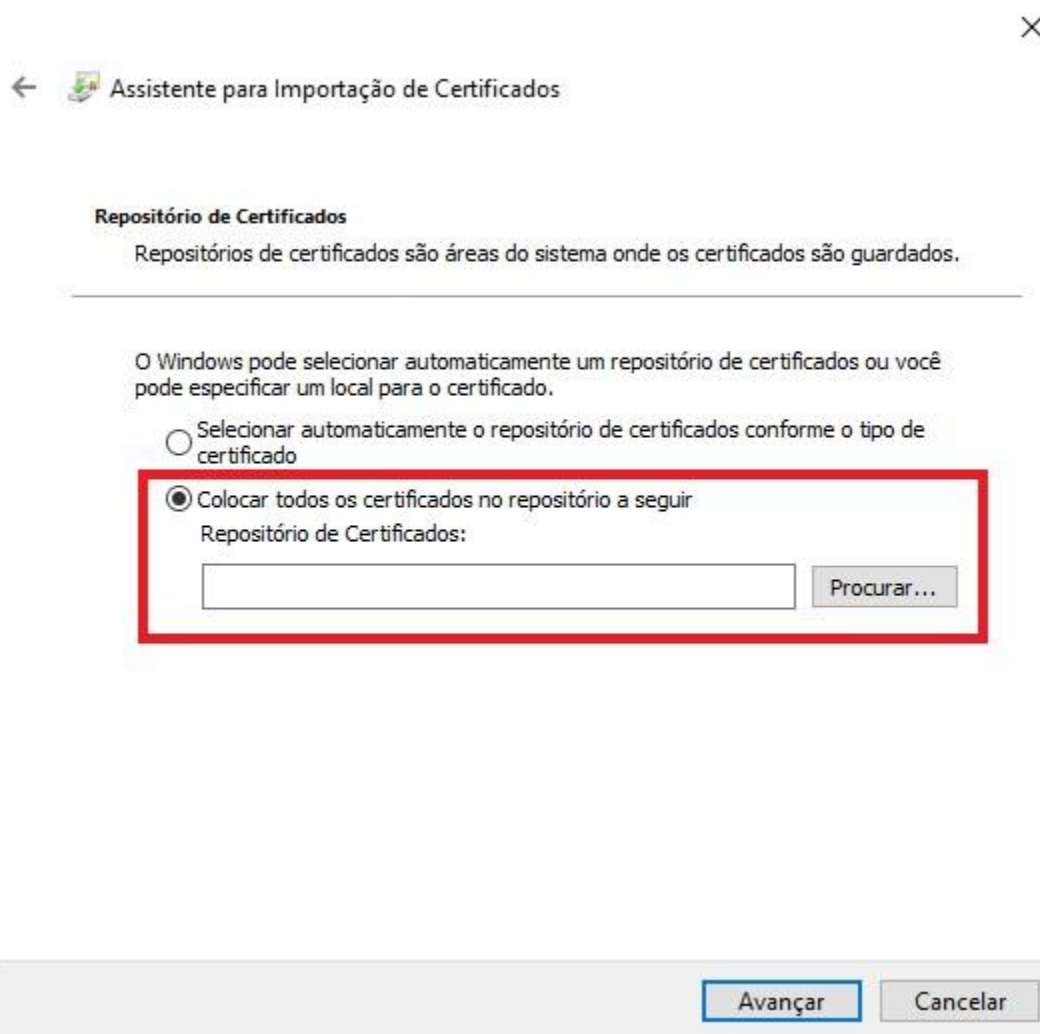 Assistente para Importação de Certificados
Repositório de Certificados
Repositórios de certificados são áreas do sistema onde os certificados são guardados.
O Windows pode selecionar automaticamente um repositório de certificados ou você
pode especificar um local para o certificado.
Selecionar automaticamente o repositório de certificados conforme o tipo de
certificado
Colocar todos os certificados no repositório a seguir
Repositório de Certificados:
Procurar...
Avançar
Cancelar